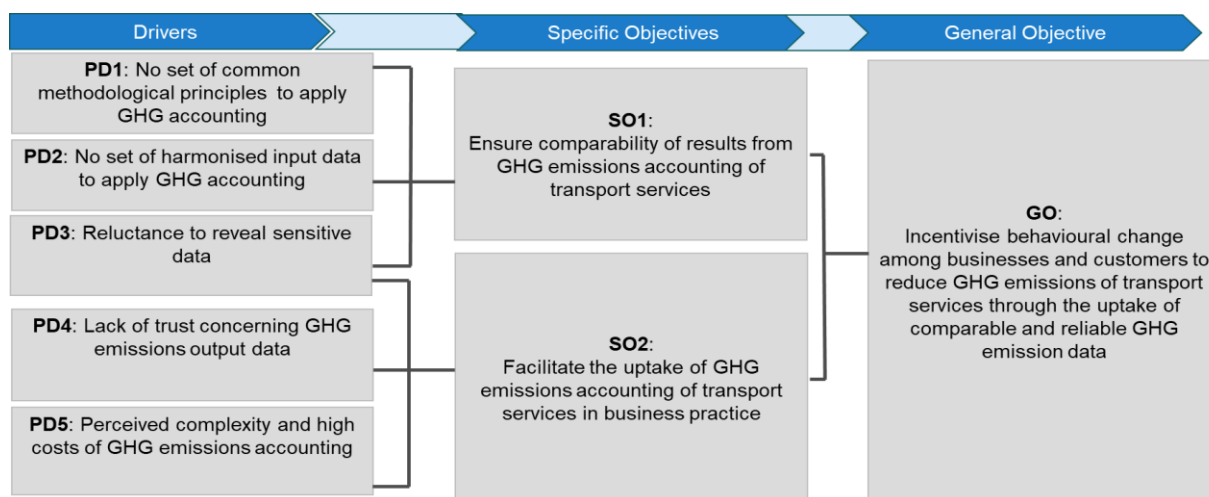 Drivers
Specific Objectives
General Objective
PD1: No set of common
methodological principles to apply
GHG accounting
PD2: No set of harmonised input data
to apply GHG accounting
PD3: Reluctance to reveal sensitive
data
PD4: Lack of trust concerning GHG
emissions output data
PD5: Perceived complexity and high
costs of GHG emissions accounting
SO1:
Ensure comparability of results from
GHG emissions accounting of
transport services
SO2:
Facilitate the uptake of GHG
emissions accounting of transport
services in business practice
GO:
Incentivise behavioural change
among businesses and customers to
reduce GHG emissions of transport
services through the uptake of
comparable and reliable GHG
emission data